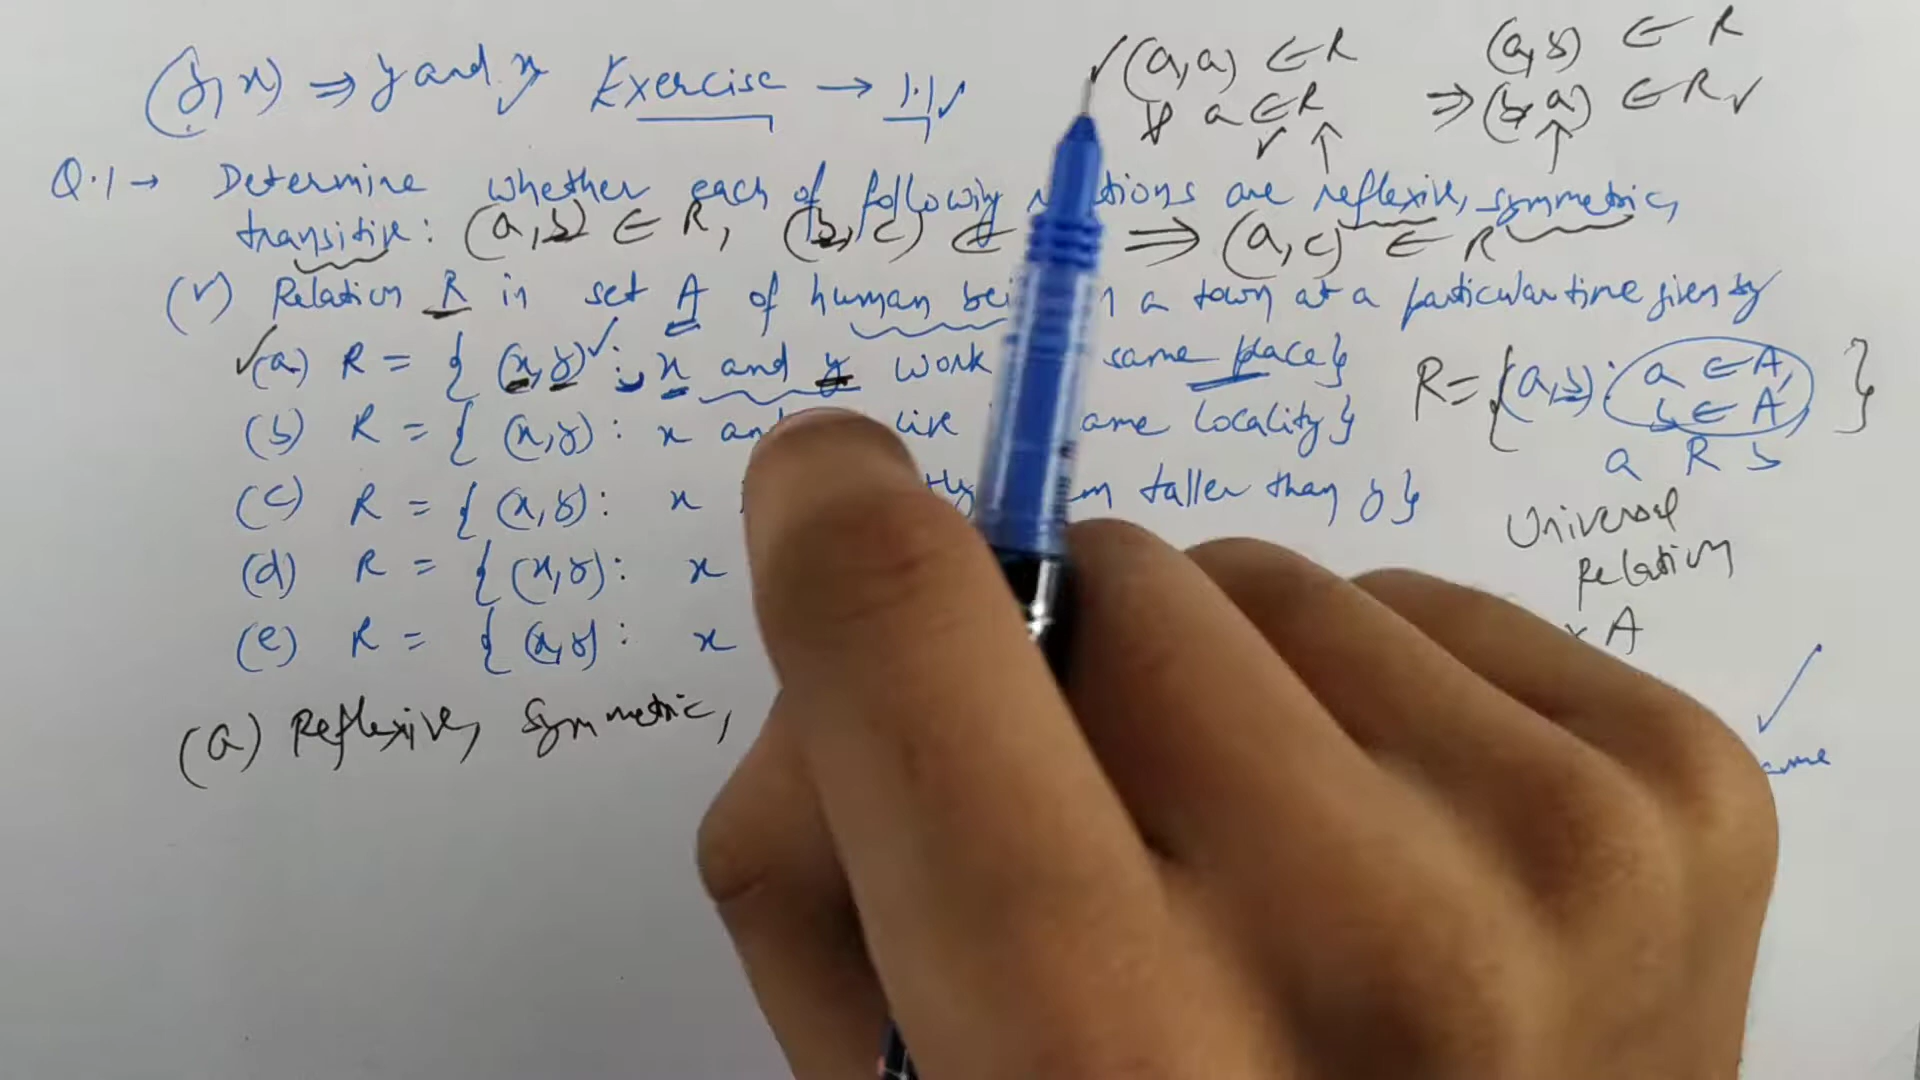 (y, x) ⇒ y and x Exercise → 1.1 ✓
✓ (a, a) ∈ R
∀ a ∈ R
(a, b) ∈ R
⇒ (b, a) ∈ R ✓
Q.1 → Determine whether each of following relations are reflexive, symmetric,
transitive: (a, b) ∈ R, (b, c) ∈ ⇒ (a, c) ∈ R
(v) Relation R in set A of human bei a town at a particular time given by
✓(a) R = { (x, y) ✓ : x and y work same place }
(b) R = { (x, y) : x an live ame locality }
(c) R = { (x, y) : x tly m taller than y }
(d) R = { (x, y) : x
(e) R = { (x, y) : x
R = { (a, b) : a ∈ A, b ∈ A }
a R b
Universal
Relation
x A
ame
(a) Reflexive, Symmetric,